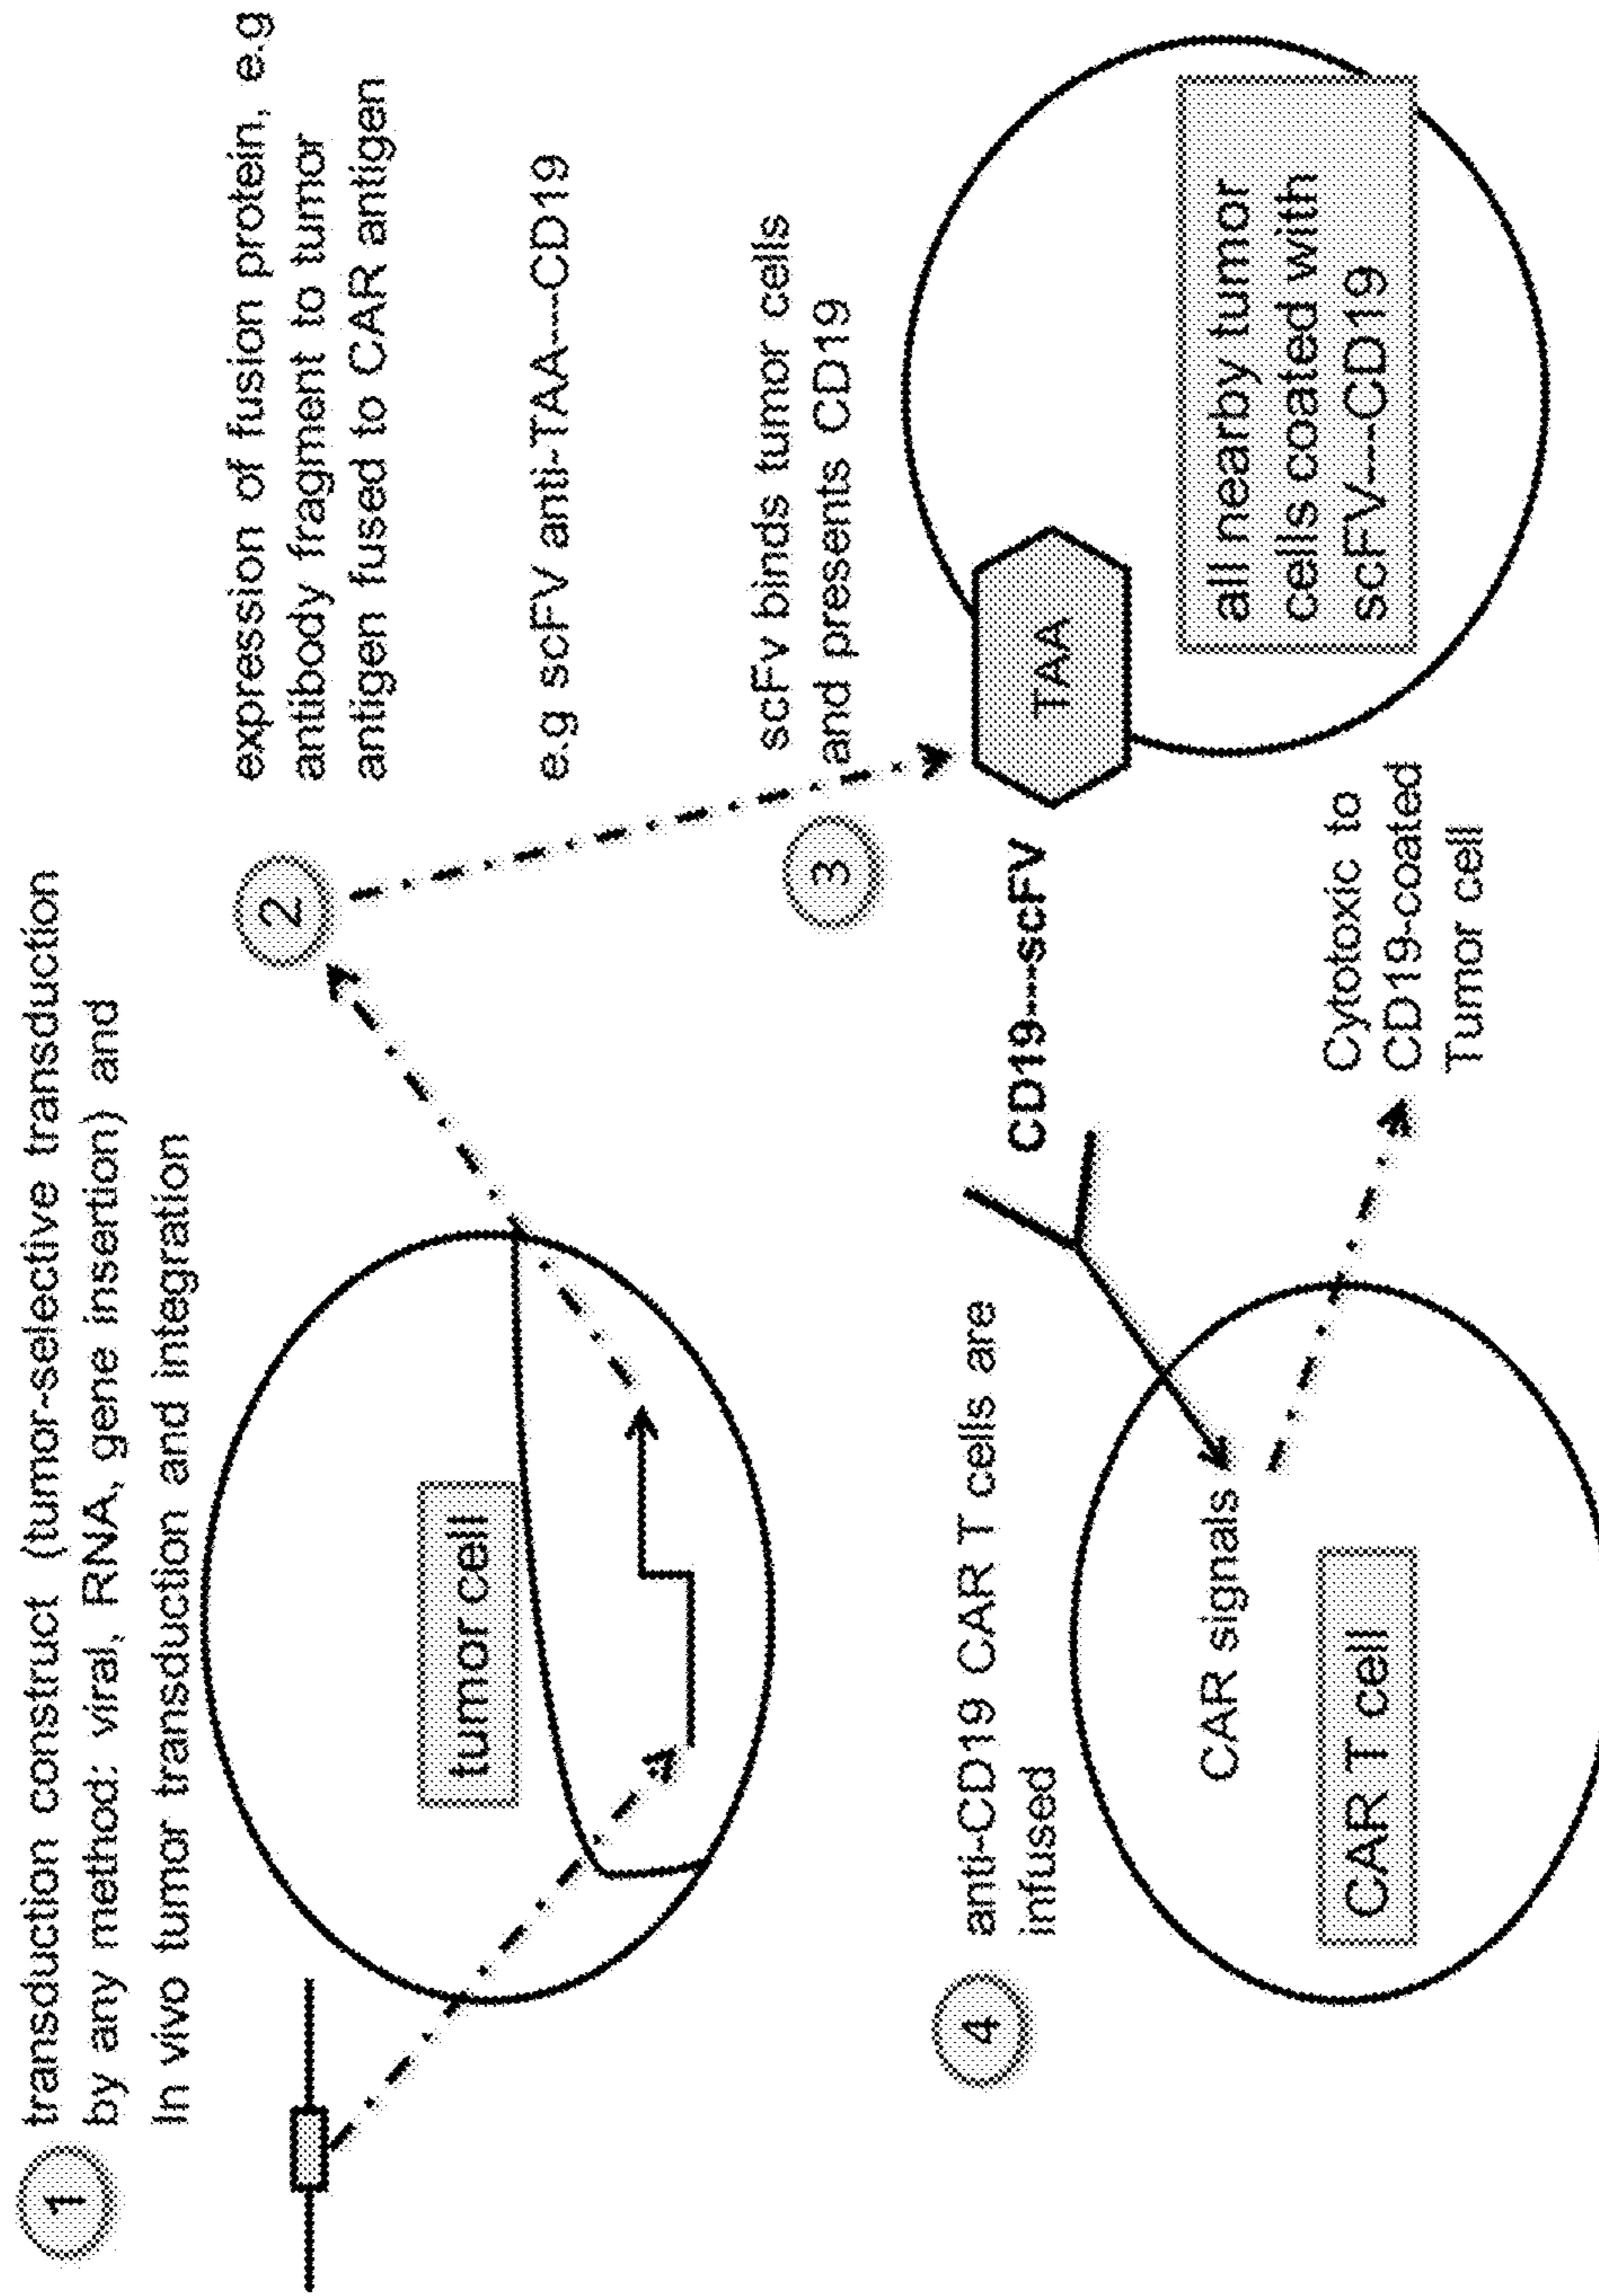 1
transduction construct (tumor-selective transduction
by any method: viral, RNA, gene insertion) and
In vivo tumor transduction and integration
tumor cell
2
expression of fusion protein, e.g
antibody fragment to tumor
antigen fused to CAR antigen
e.g scFV anti-TAA---CD19
3
scFv binds tumor cells
and presents CD19
CD19----scFV
TAA
all nearby tumor
cells coated with
scFV----CD19
4
anti-CD19 CAR T cells are
infused
CAR signals
CAR T cell
Cytotoxic to
CD19-coated
Tumor cell